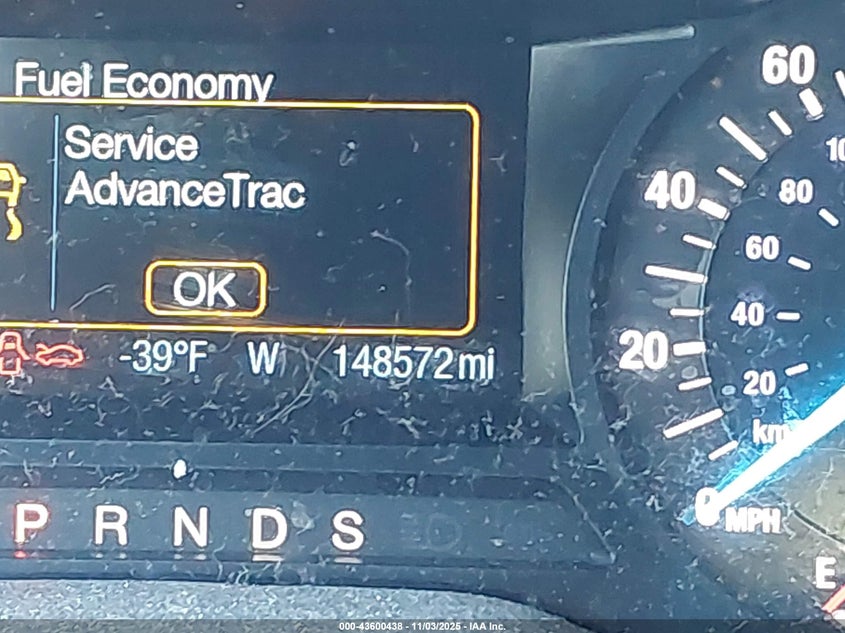 Fuel Economy
Service
AdvanceTrac
OK
-39°F W 148572mi
P R N D S
60
40
20
0
MPH
80
60
40
20
km
E
000-43600438 - 11/03/2025 - IAA Inc.